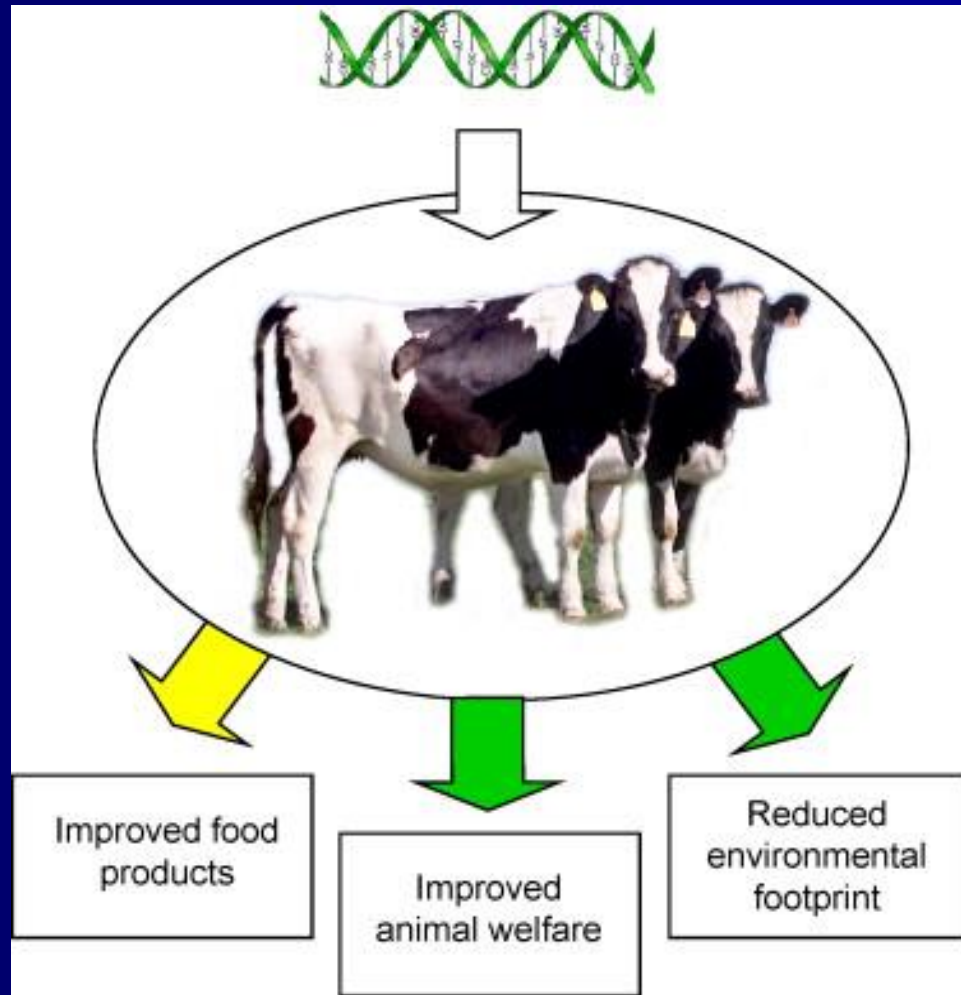 Improved food
products
Improved
animal welfare
Reduced
environmental
footprint